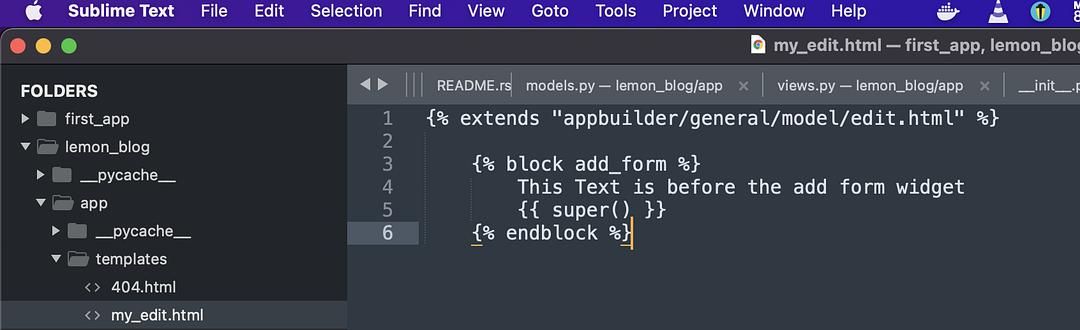 Sublime Text File Edit Selection Find View Goto Tools Project Window Help
my_edit.html — first_app, lemon_blog
FOLDERS
first_app
lemon_blog
__pycache__
app
__pycache__
templates
404.html
my_edit.html
README.rs models.py — lemon_blog/app × views.py — lemon_blog/app × __init__.p
1 {% extends "appbuilder/general/model/edit.html" %}
2
3 {% block add_form %}
4 This Text is before the add form widget
5 {{ super() }}
6 {% endblock %}